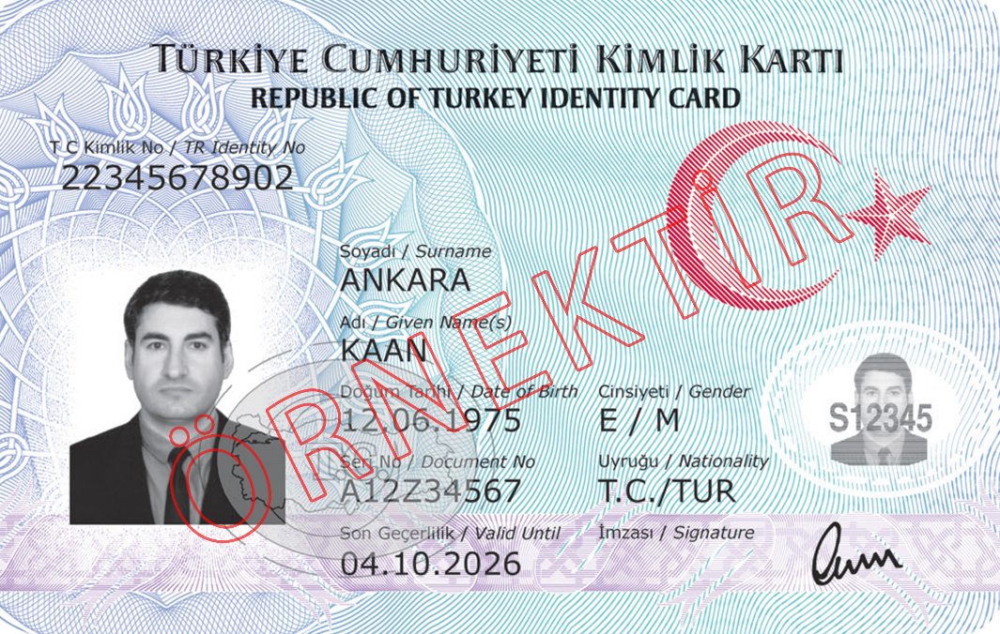 TÜRKİYE CUMHURİYETİ KİMLİK KARTI
REPUBLIC OF TURKEY IDENTITY CARD
T C Kimlik No / TR Identity No
22345678902
Soyadı / Surname
ANKARA
Adı / Given Name(s)
KAAN
Doğum Tarihi / Date of Birth
12.06.1975
Cinsiyeti / Gender
E / M
Seri No / Document No
A12Z34567
Uyruğu / Nationality
T.C./TUR
Son Geçerlilik / Valid Until
04.10.2026
İmzası / Signature
S12345
ÖRNEKTİR